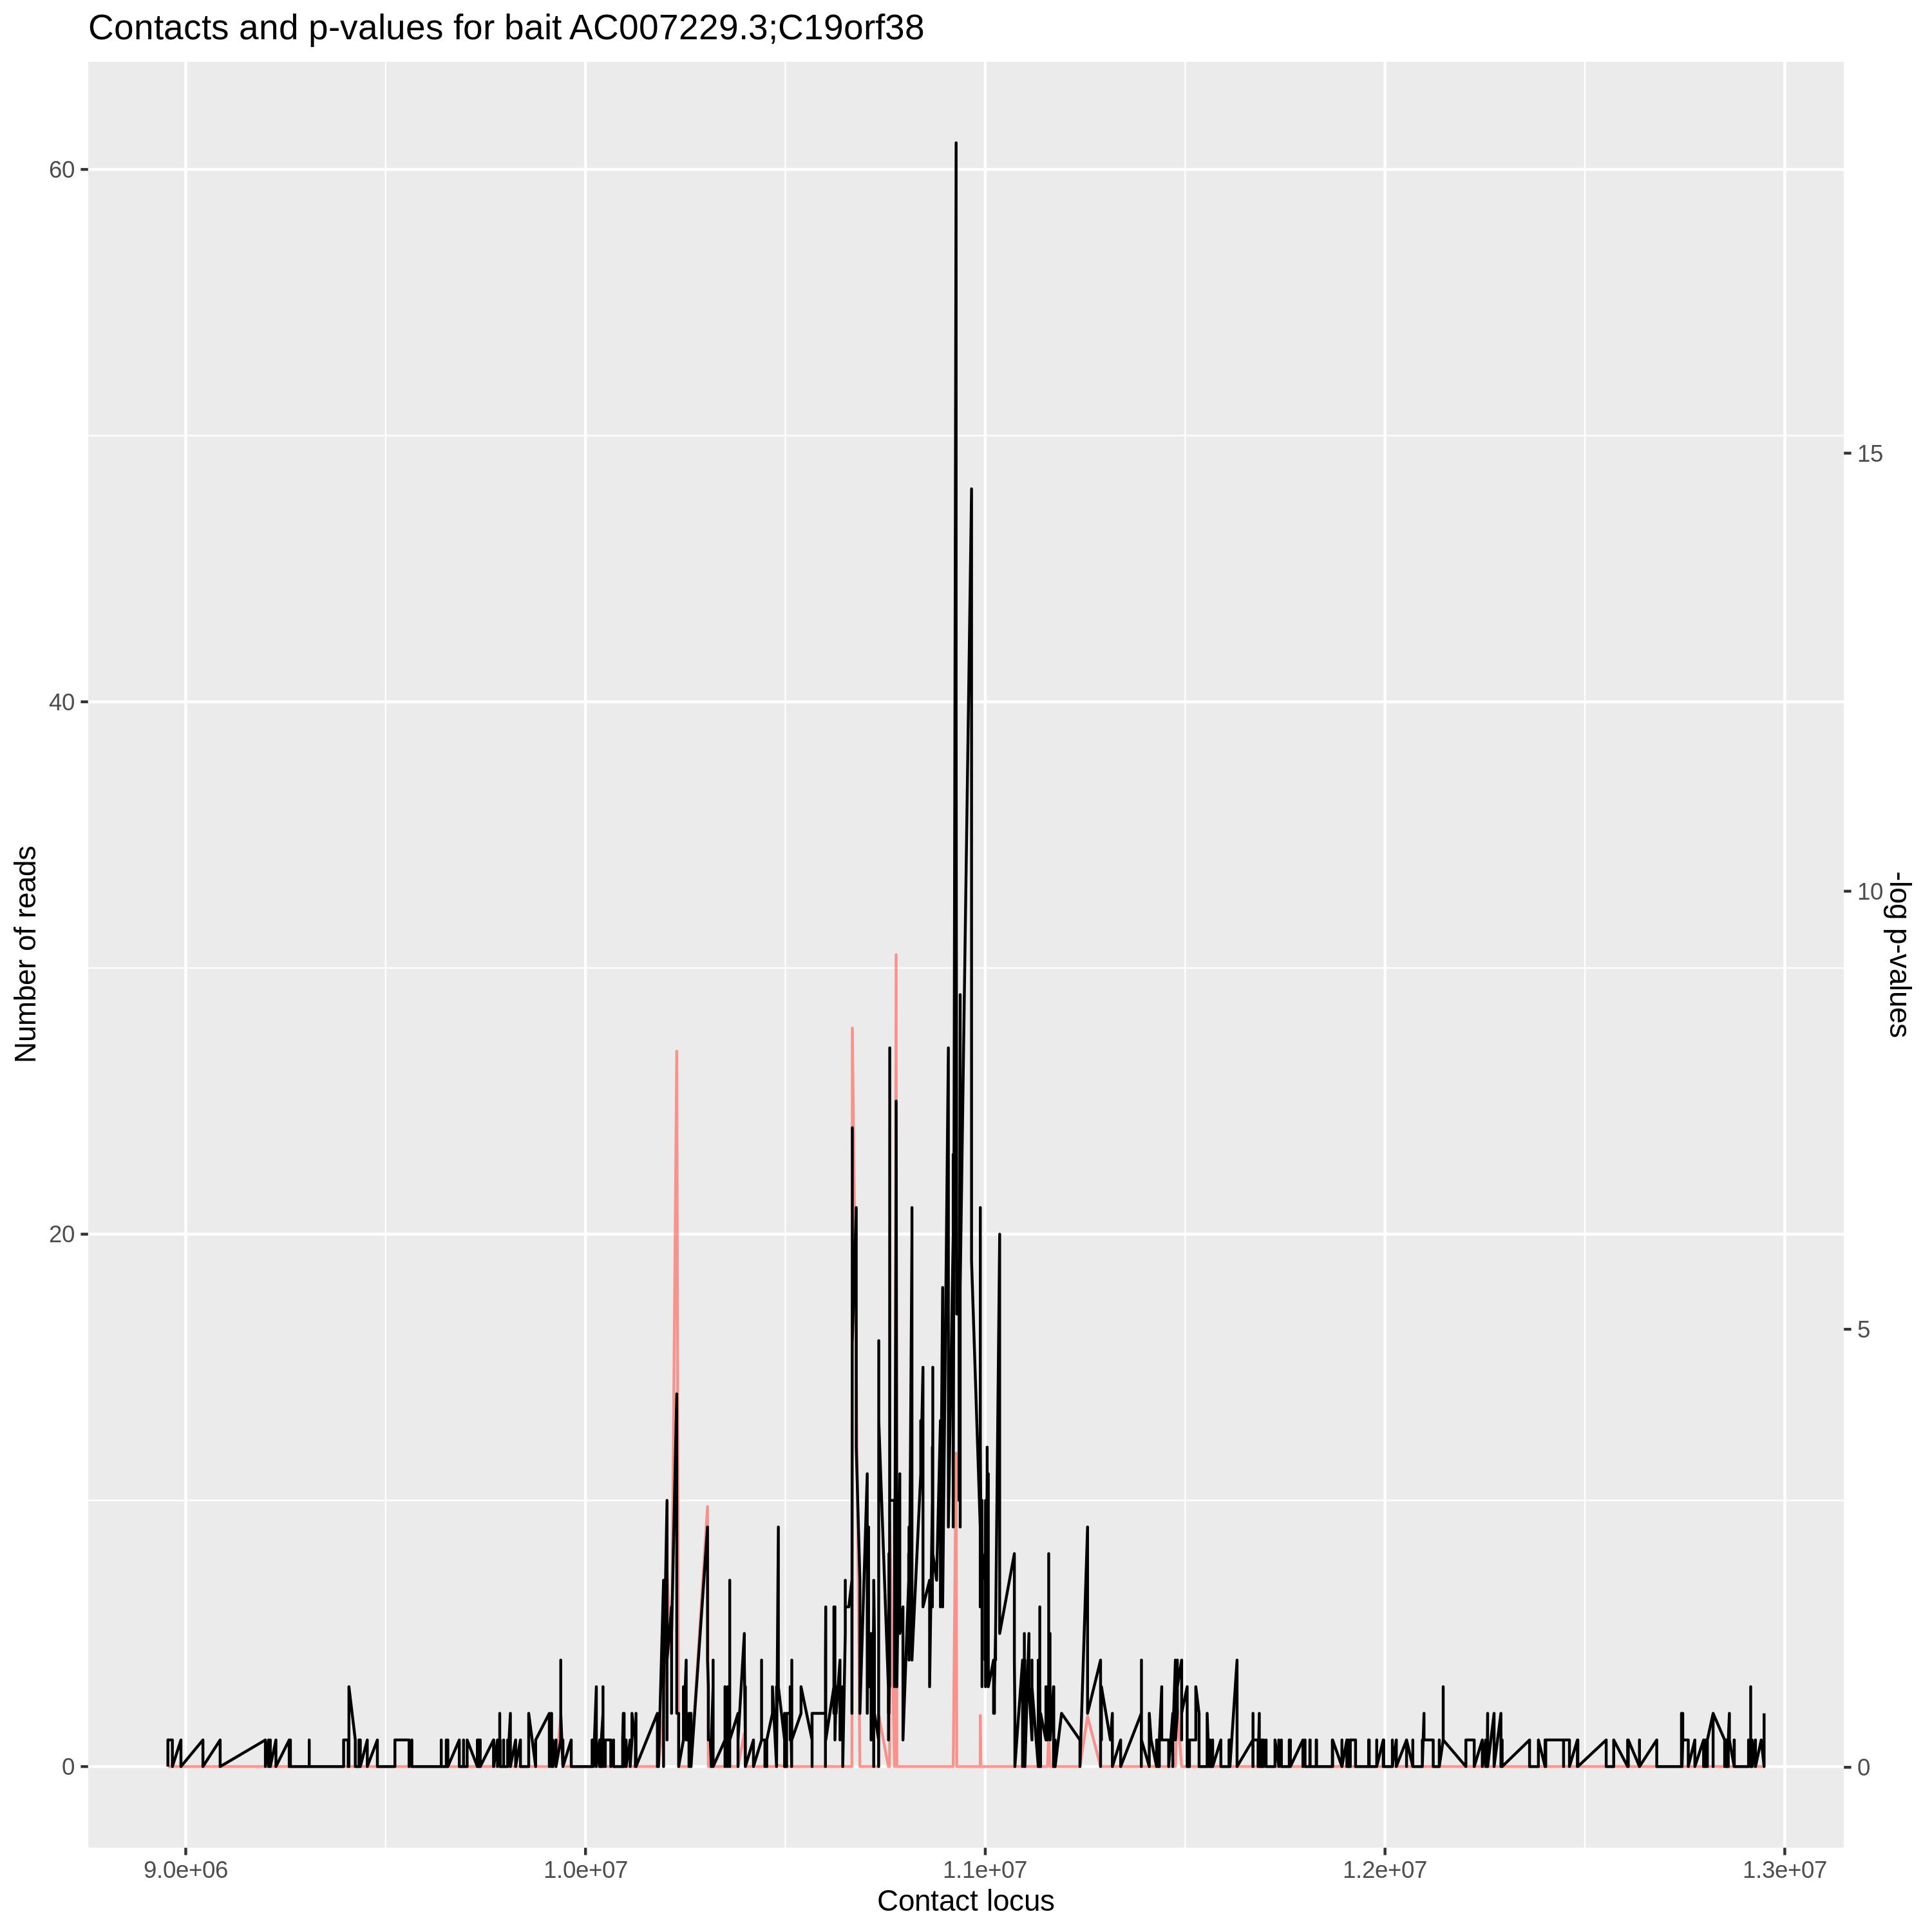 Contacts and p-values for bait AC007229.3;C19orf38
60
40
20
0
Number of reads
15
10
5
0
-log p-values
9.0e+06
1.0e+07
1.1e+07
1.2e+07
1.3e+07
Contact locus